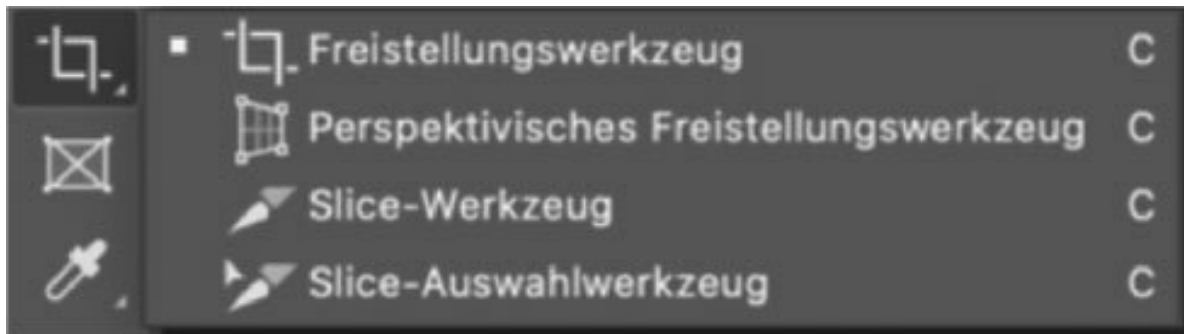 Freistellungswerkzeug C
Perspektivisches Freistellungswerkzeug C
Slice-Werkzeug C
Slice-Auswahlwerkzeug C